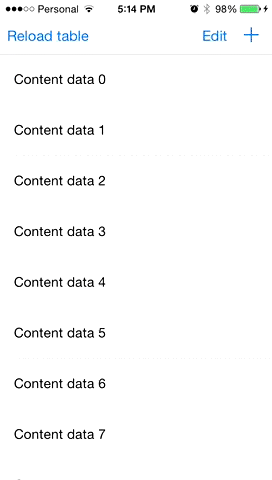 Personal 5:14 PM 98%
Reload table Edit +
Content data 0
Content data 1
Content data 2
Content data 3
Content data 4
Content data 5
Content data 6
Content data 7